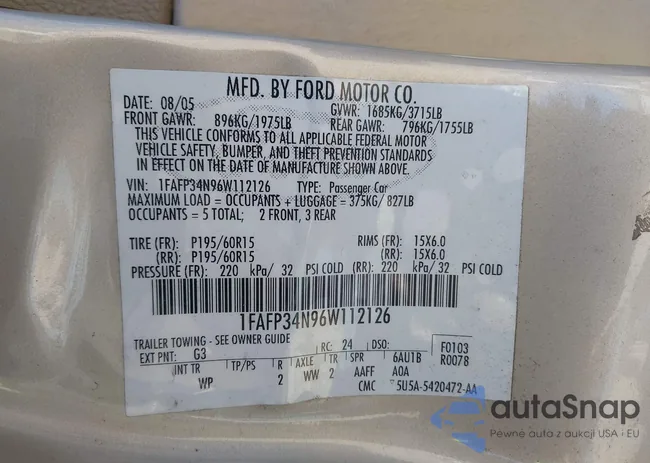 MFD. BY FORD MOTOR CO.
DATE: 08/05 GVWR: 1685KG/3715LB
FRONT GAWR: 896KG/1975LB REAR GAWR: 796KG/1755LB
THIS VEHICLE CONFORMS TO ALL APPLICABLE FEDERAL MOTOR
VEHICLE SAFETY, BUMPER, AND THEFT PREVENTION STANDARDS
IN EFFECT ON THE DATE OF MANUFACTURE SHOWN ABOVE.
VIN: 1FAFP34N96W112126 TYPE: Passenger Car
MAXIMUM LOAD = OCCUPANTS + LUGGAGE = 375KG/ 827LB
OCCUPANTS = 5 TOTAL; 2 FRONT, 3 REAR
TIRE (FR): P195/60R15 RIMS (FR): 15X6.0
(RR): P195/60R15 (RR): 15X6.0
PRESSURE (FR): 220 kPa/ 32 PSI COLD (RR): 220 kPa/ 32 PSI COLD
1FAFP34N96W112126
TRAILER TOWING - SEE OWNER GUIDE
EXT PNT: G3 RC: 24 DSO: F0103
INT TR TP/PS R AXLE TR SPR 6AU1B R0078
WP 2 WW 2 AAFF A0A
CMC 5U5A-5420472-AA
autaSnap
Pewne auta z aukcji USA i EU